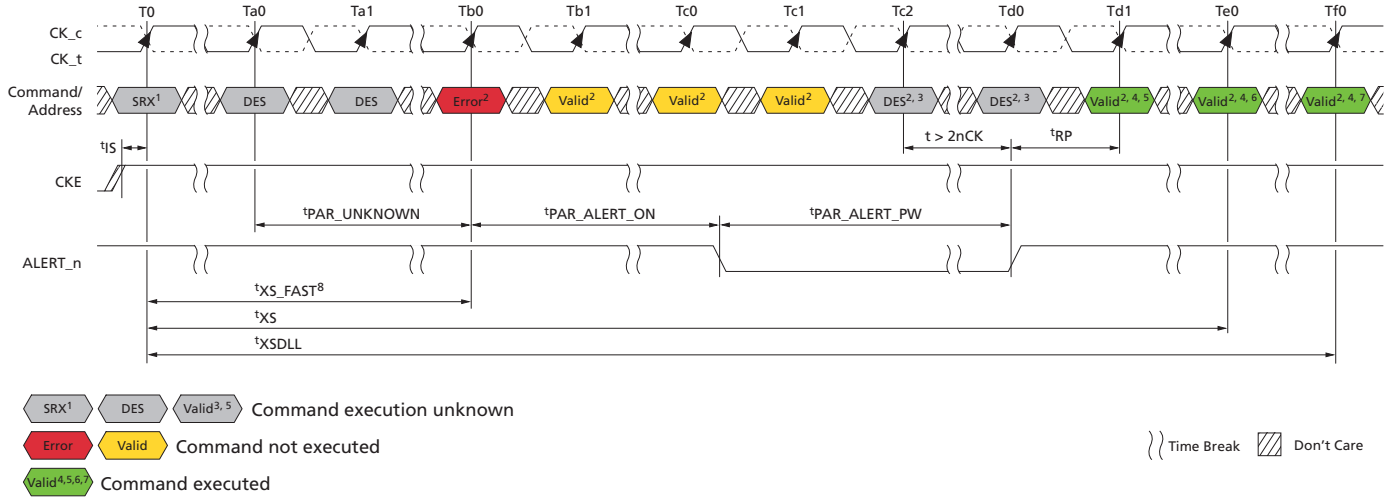 T0 Ta0 Ta1 Tb0 Tb1 Tc0 Tc1 Tc2 Td0 Td1 Te0 Tf0
CK_c
CK_t
Command/
Address
SRX1 DES DES Error2 Valid2 Valid2 Valid2 DES2, 3 DES2, 3 Valid2, 4, 5 Valid2, 4, 6 Valid2, 4, 7
tIS
t > 2nCK
tRP
CKE
tPAR_UNKNOWN tPAR_ALERT_ON tPAR_ALERT_PW
ALERT_n
tXS_FAST8
tXS
tXSDLL
SRX1 DES Valid3, 5 Command execution unknown
Error Valid Command not executed
Time Break Don't Care
Valid4,5,6,7 Command executed